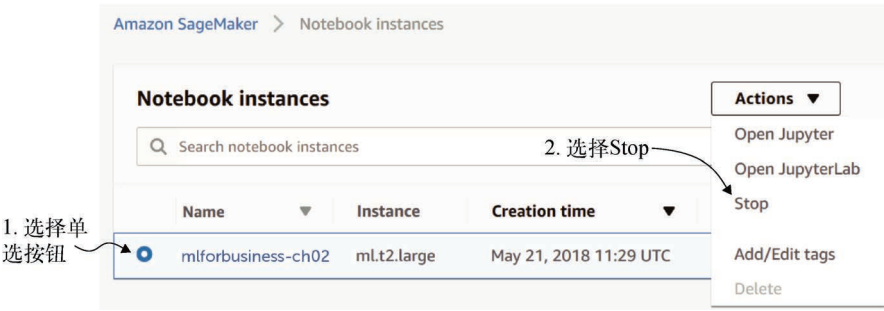 Amazon SageMaker > Notebook instances
Notebook instances
Actions ▼
Search notebook instances
Open Jupyter
2. 选择Stop
Open JupyterLab
Stop
Name ▼ Instance Creation time ▼
1. 选择单
选按钮
mlforbusiness-ch02 ml.t2.large May 21, 2018 11:29 UTC
Add/Edit tags
Delete